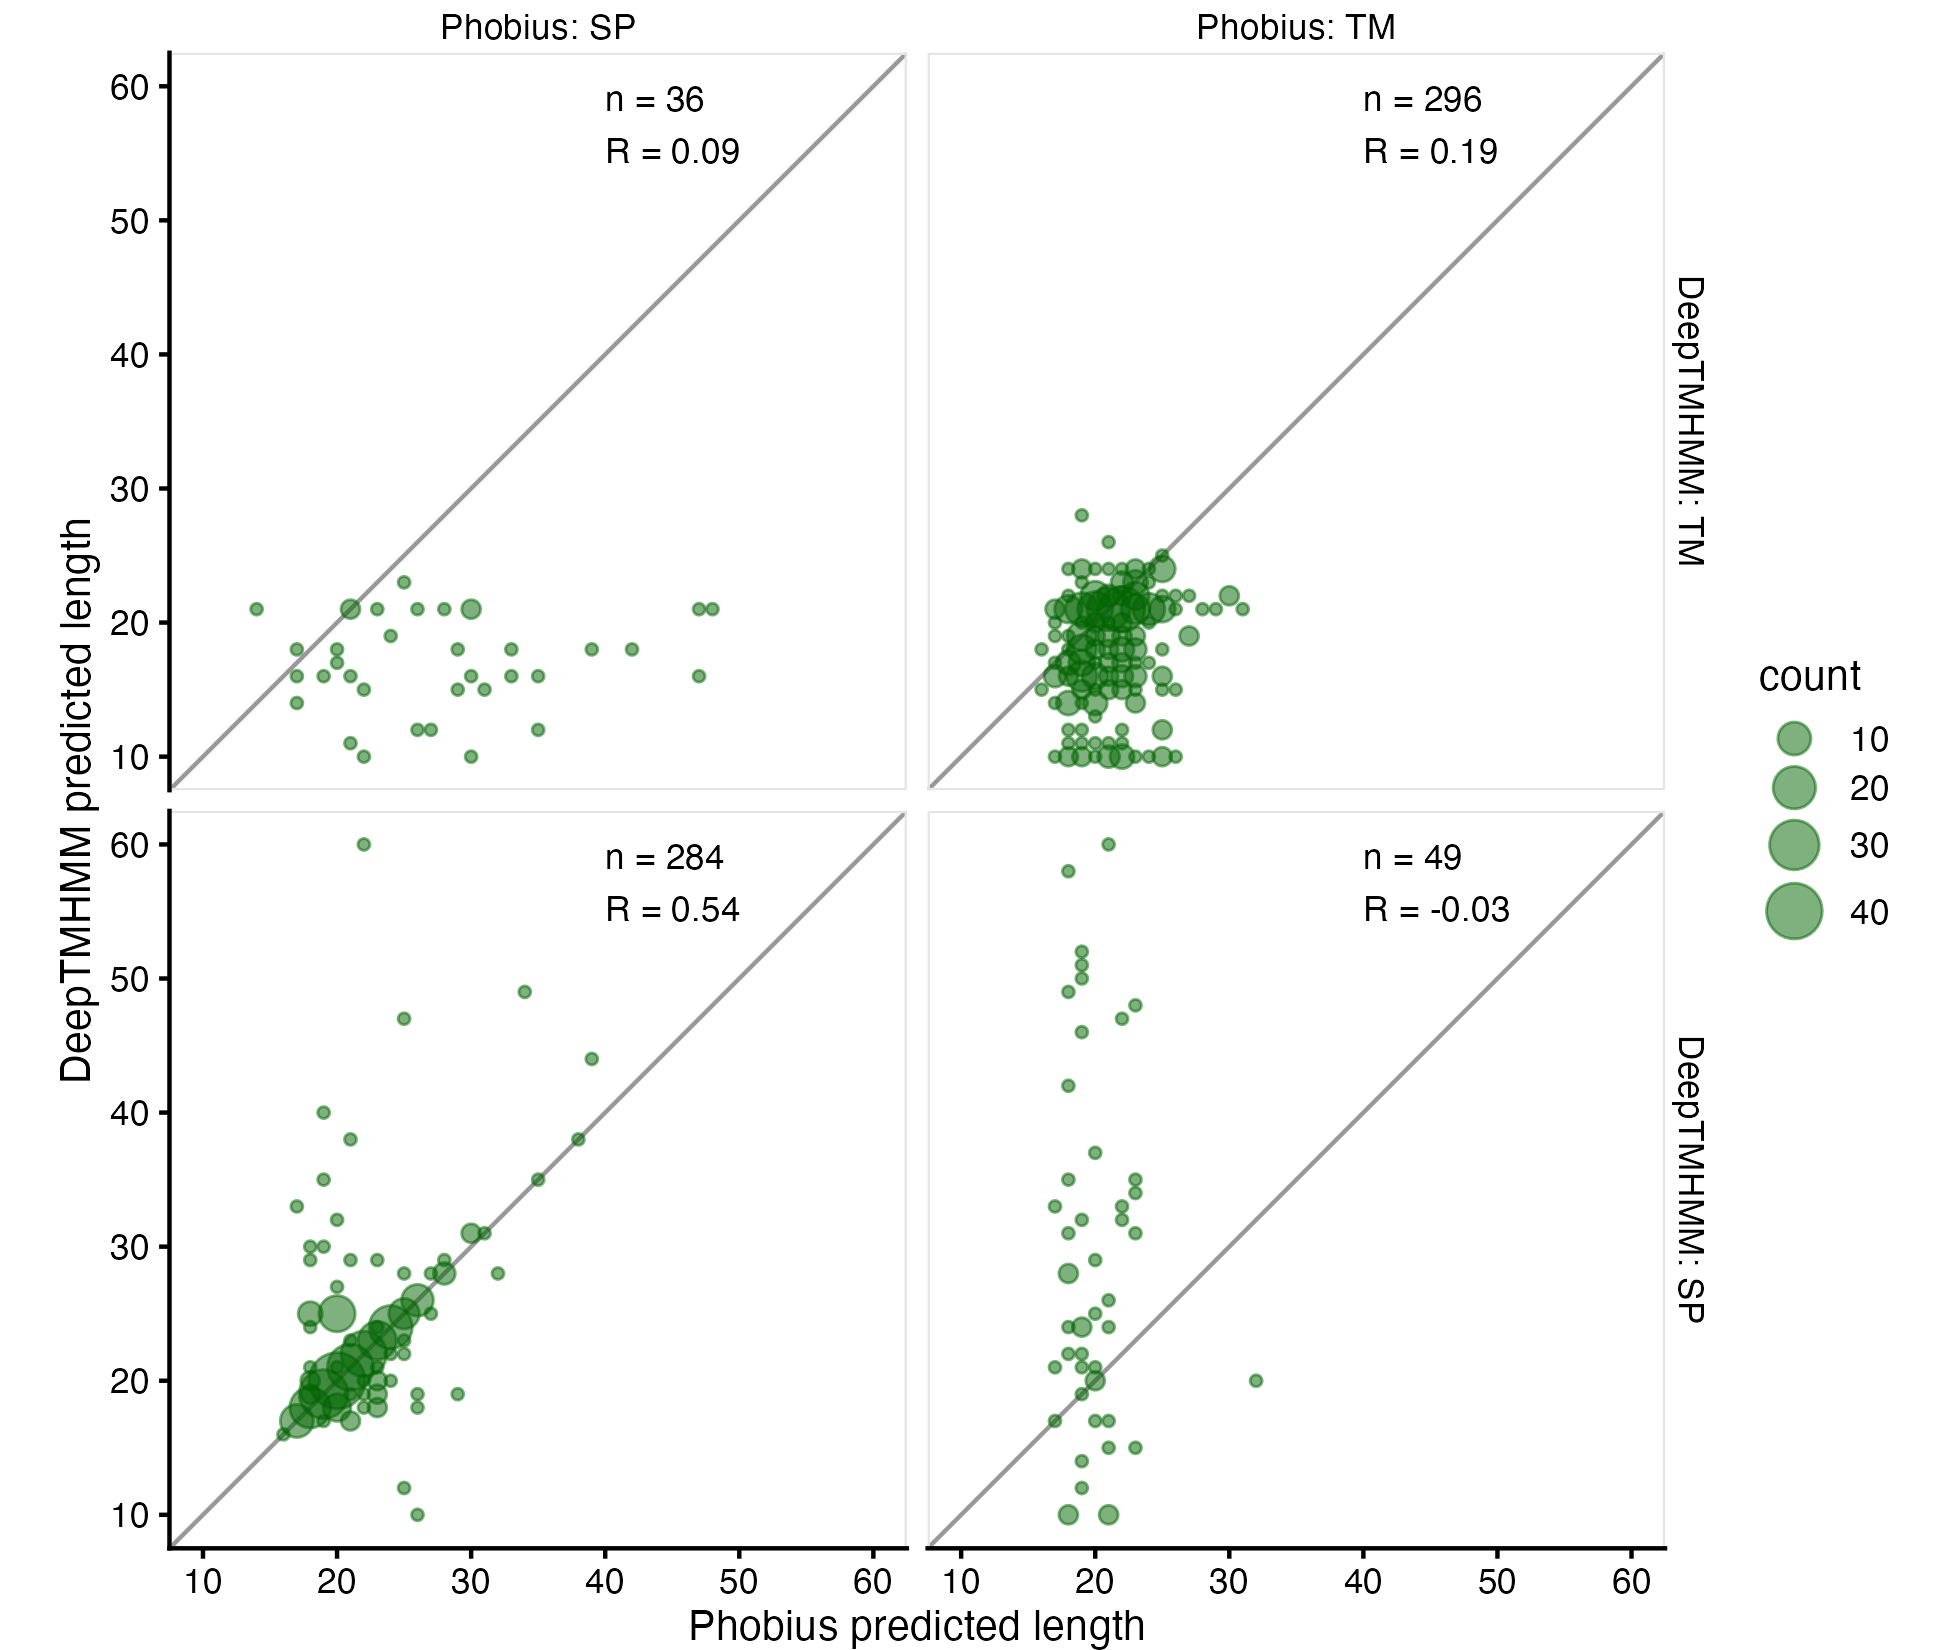 Phobius: SP
Phobius: TM
60
50
40
30
20
10
n = 36
R = 0.09
n = 296
R = 0.19
DeepTMHMM: TM
DeepTMHMM predicted length
60
50
40
30
20
10
n = 284
R = 0.54
n = 49
R = -0.03
DeepTMHMM: SP
10 20 30 40 50 60
10 20 30 40 50 60
Phobius predicted length
count
10
20
30
40